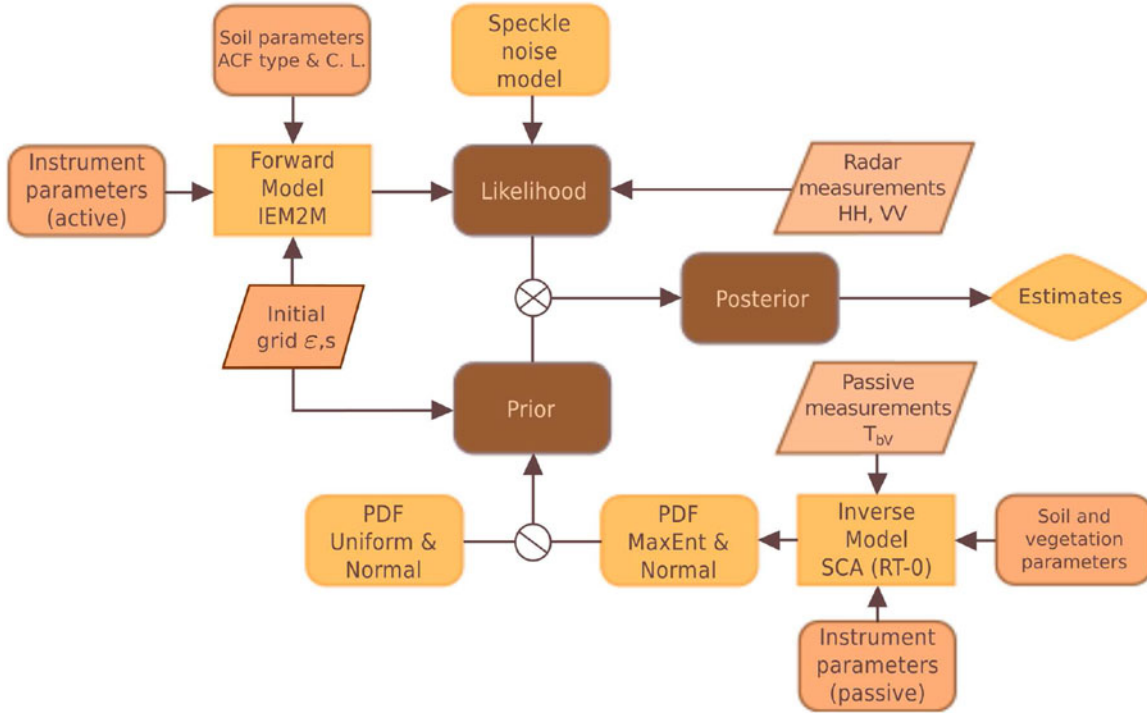 Soil parameters
ACF type & C. L.
Speckle
noise
model
Instrument
parameters
(active)
Forward
Model
IEM2M
Likelihood
Radar
measurements
HH, VV
Initial
grid ε,s
Posterior
Estimates
Prior
Passive
measurements
TbV
PDF
Uniform &
Normal
PDF
MaxEnt &
Normal
Inverse
Model
SCA (RT-0)
Soil and
vegetation
parameters
Instrument
parameters
(passive)